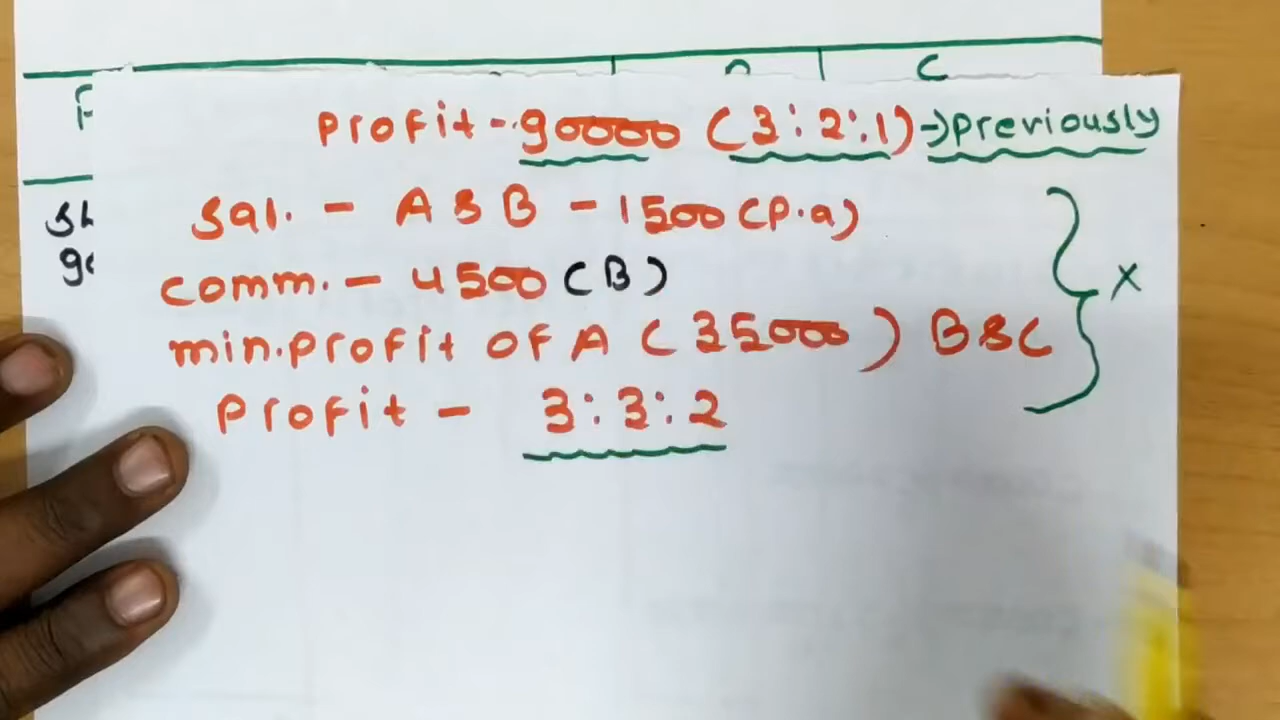 C
Profit - 90000 (3:2:1) → previously
Sal. - A & B - 1500 (P.a)
comm. - 4500 (B)
x
min.profit of A (35000) B&C
Profit - 3:3:2